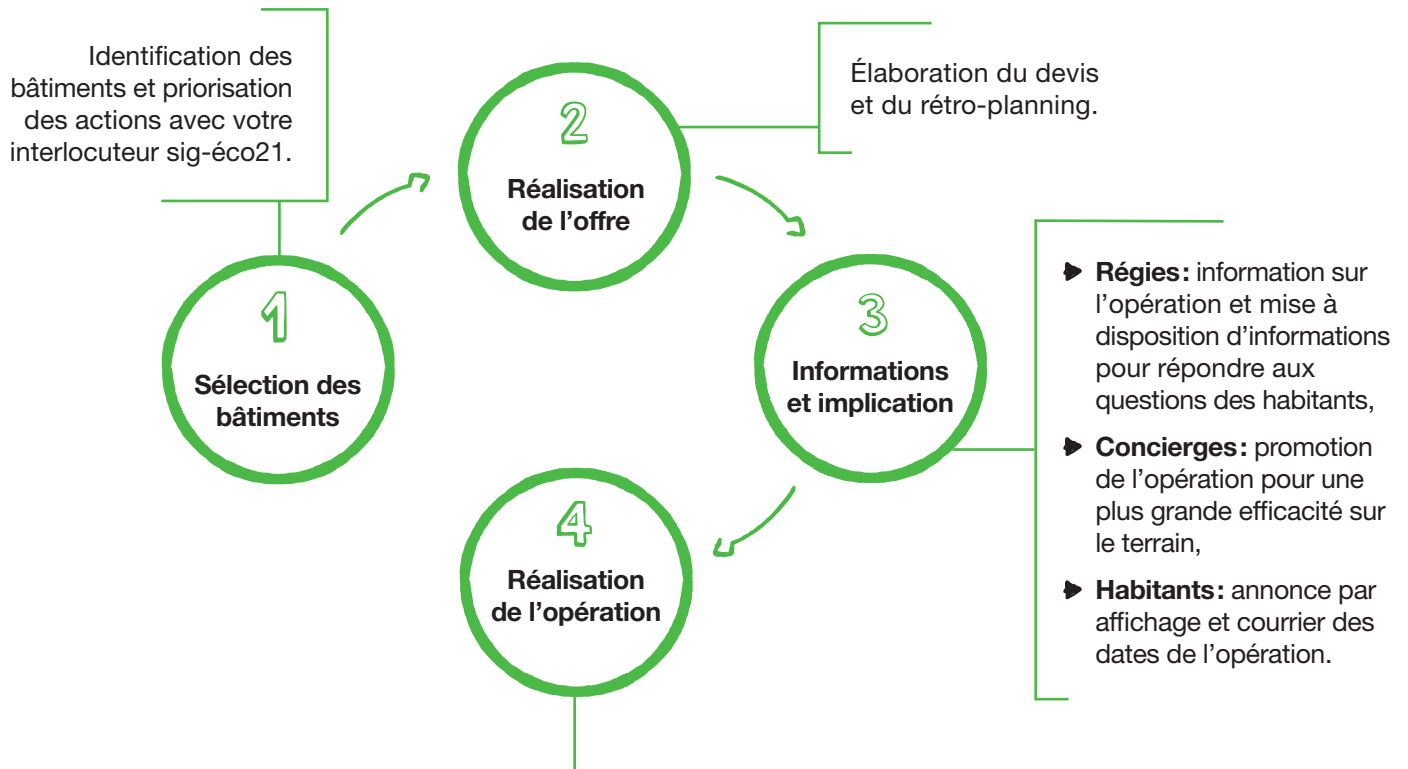 Identification des
bâtiments et priorisation
des actions avec votre
interlocuteur sig-éco21.
1
Sélection des
bâtiments
2
Réalisation
de l’offre
Élaboration du devis
et du rétro-planning.
3
Informations
et implication
Régies: information sur
l’opération et mise à
disposition d’informations
pour répondre aux
questions des habitants,
Concierges: promotion
de l’opération pour une
plus grande efficacité sur
le terrain,
Habitants: annonce par
affichage et courrier des
dates de l’opération.
4
Réalisation
de l’opération